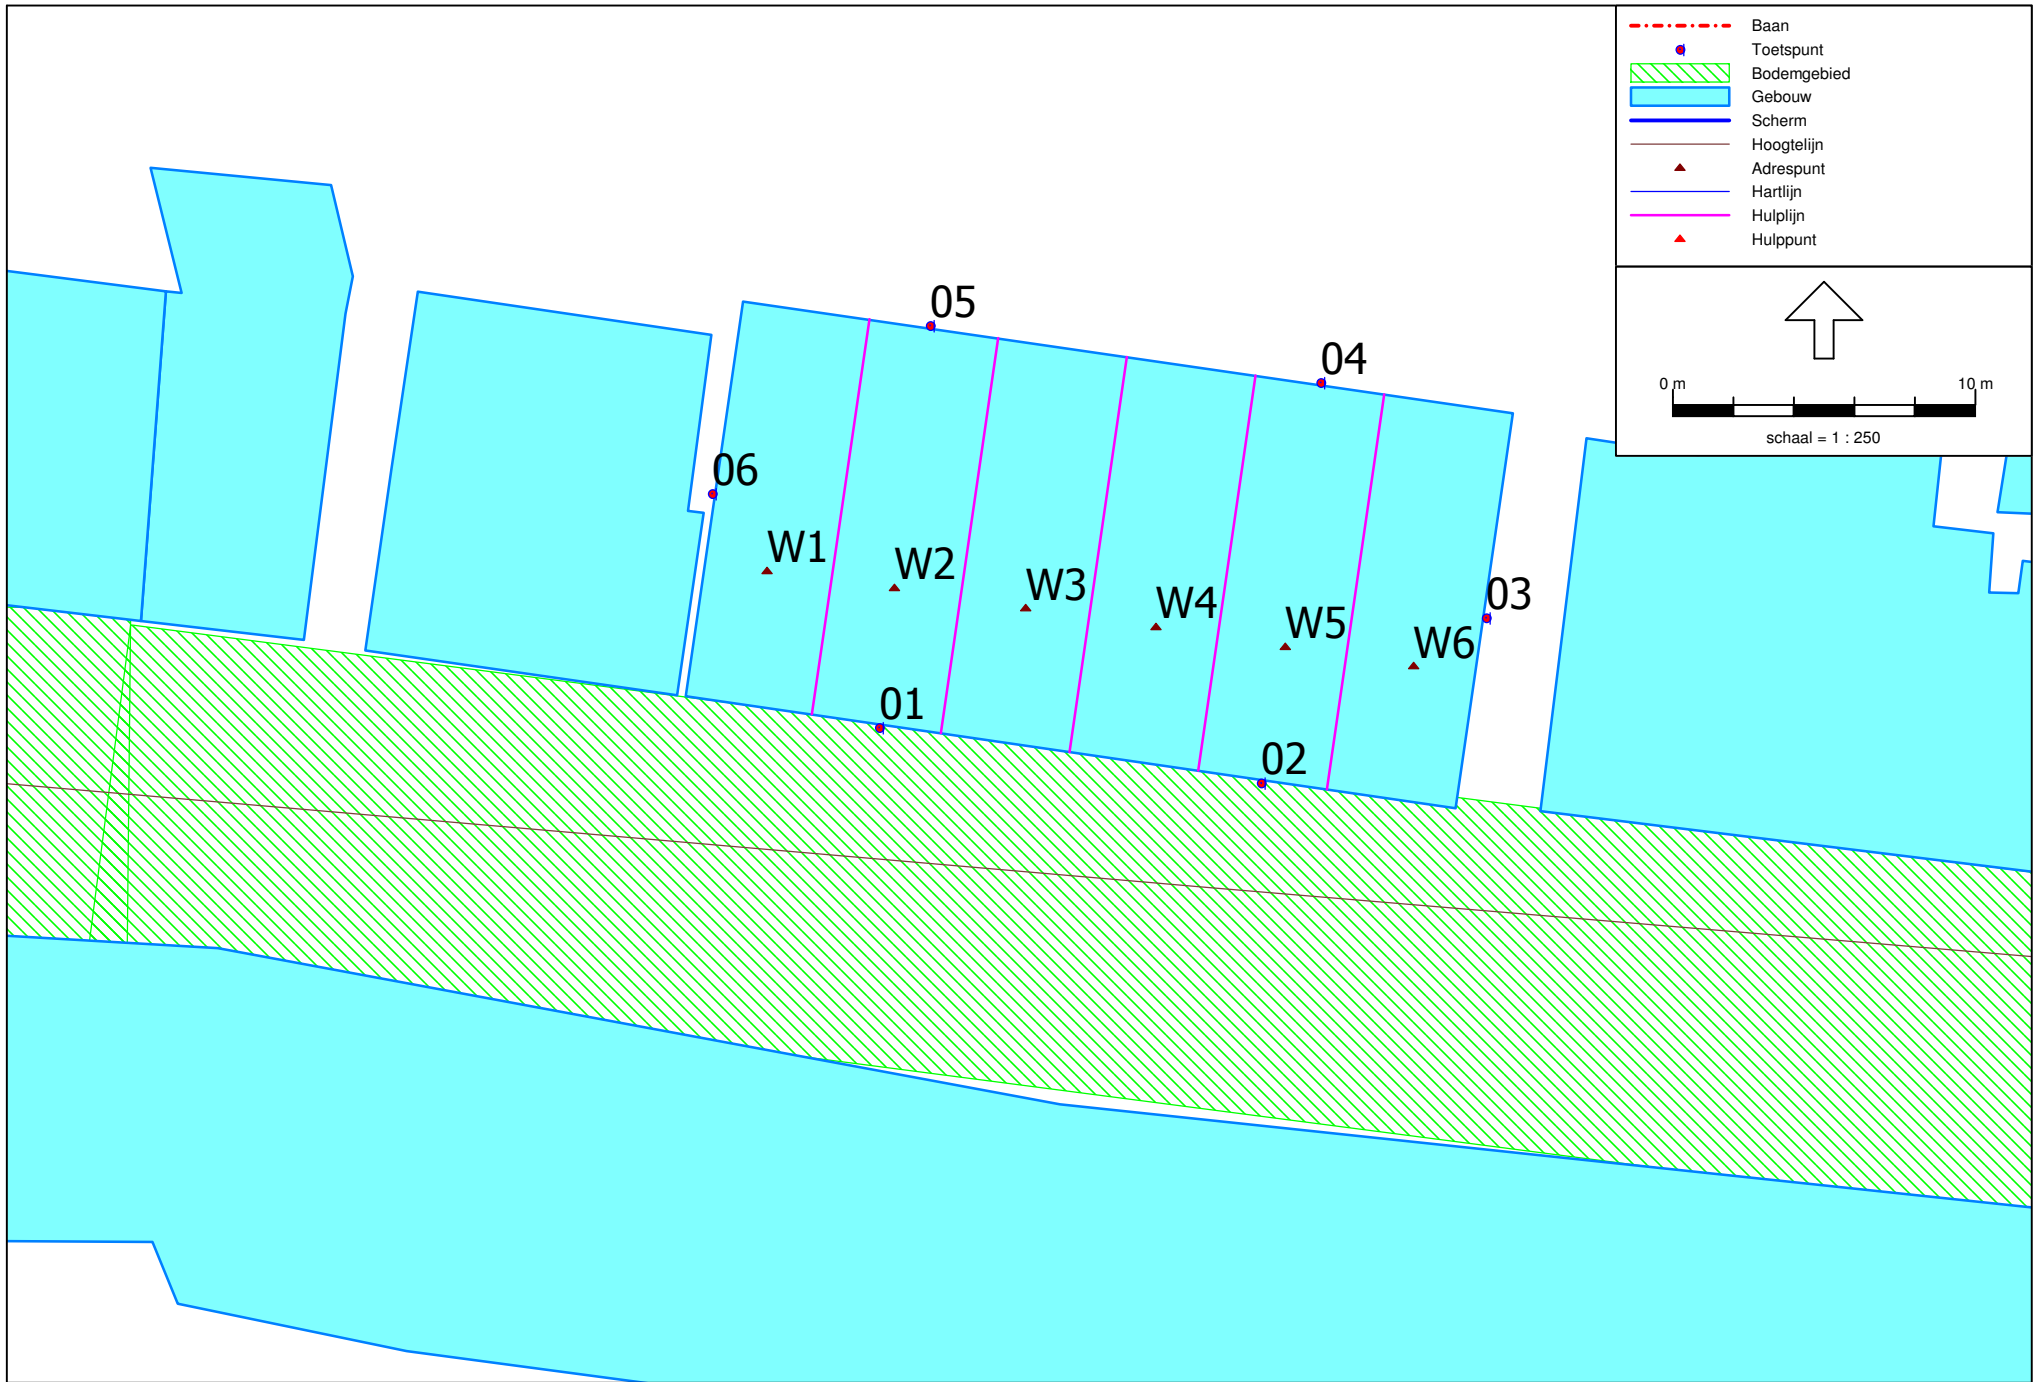 Baan
Toetspunt
Bodemgebied
Gebouw
Scherm
Hoogtelijn
Adrespunt
Hartlijn
Hulplijn
Hulppunt
0 m 10 m
schaal = 1 : 250
05
04
06
W1
W2
W3
03
W4
W5
W6
01
02